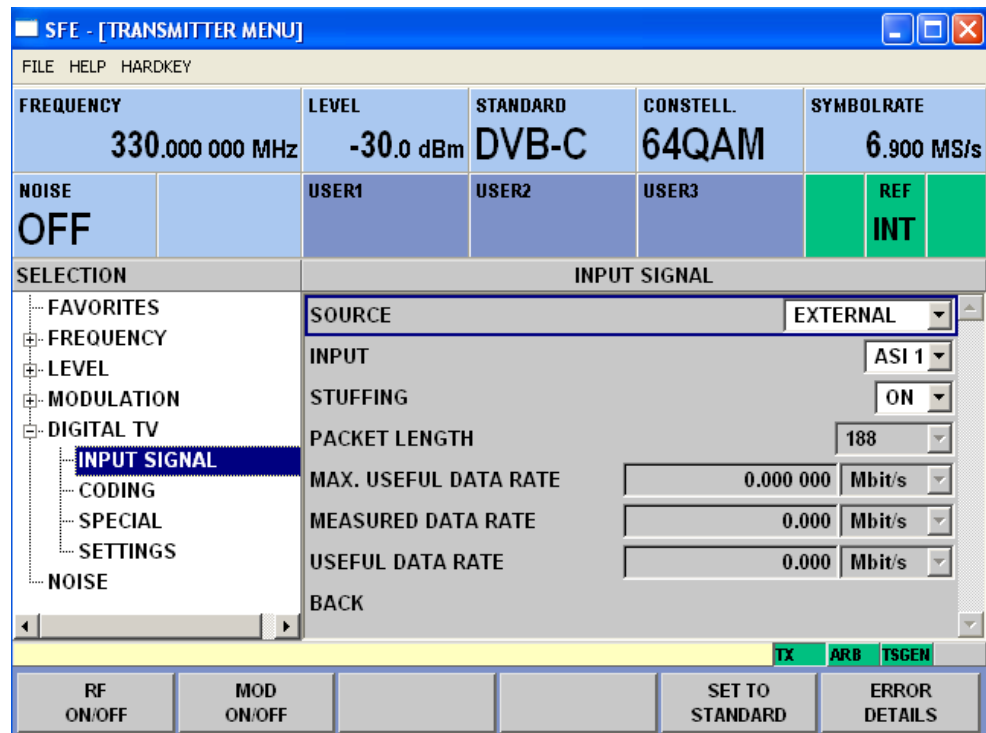 SFE - [TRANSMITTER MENU]
FILE HELP HARDKEY
FREQUENCY
330.000 000 MHz
LEVEL
-30.0 dBm
STANDARD
DVB-C
CONSTELL.
64QAM
SYMBOLRATE
6.900 MS/s
NOISE
OFF
USER1
USER2
USER3
REF
INT
SELECTION
FAVORITES
FREQUENCY
LEVEL
MODULATION
DIGITAL TV
INPUT SIGNAL
CODING
SPECIAL
SETTINGS
NOISE
INPUT SIGNAL
SOURCE EXTERNAL
INPUT ASI 1
STUFFING ON
PACKET LENGTH 188
MAX. USEFUL DATA RATE 0.000 000 Mbit/s
MEASURED DATA RATE 0.000 Mbit/s
USEFUL DATA RATE 0.000 Mbit/s
BACK
TX ARB TSGEN
RF
ON/OFF
MOD
ON/OFF
SET TO
STANDARD
ERROR
DETAILS